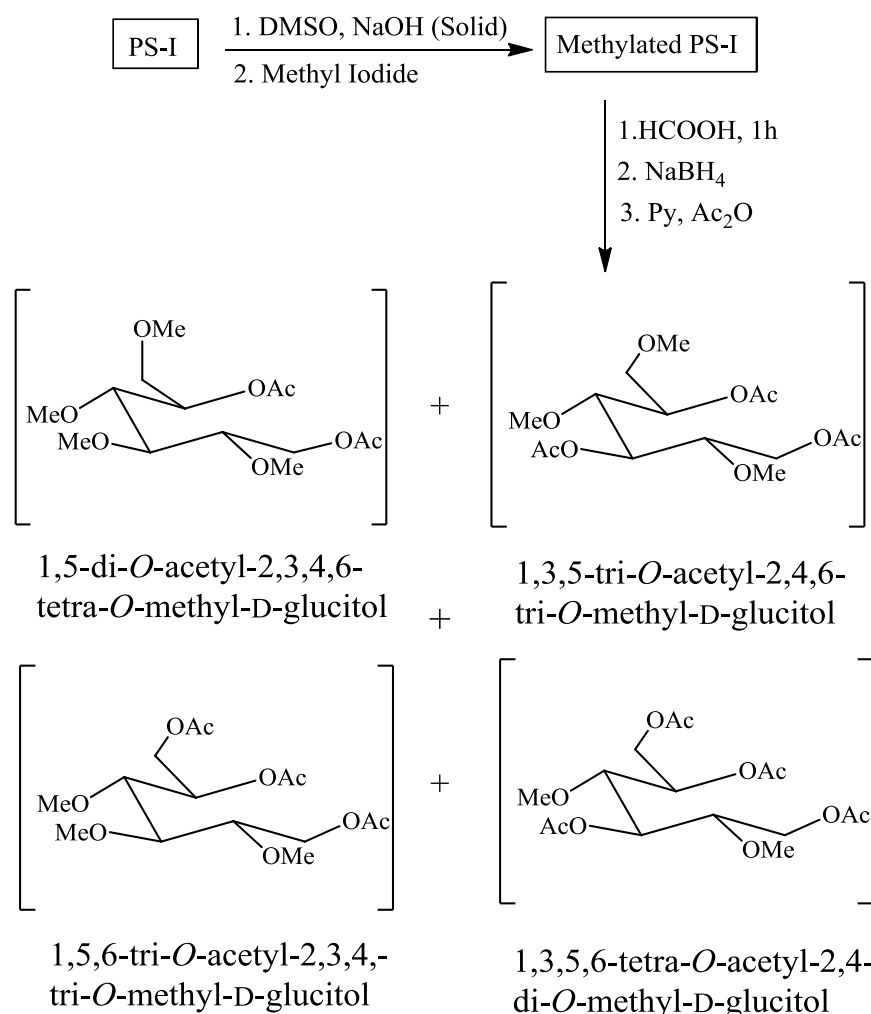 PS-I
1. DMSO, NaOH (Solid)
2. Methyl Iodide
Methylated PS-I
1.HCOOH, 1h
2. NaBH4
3. Py, Ac2O
OMe
OAc
MeO
MeO
OMe
OAc
+
OMe
OAc
MeO
AcO
OMe
OAc
1,5-di-O-acetyl-2,3,4,6-
tetra-O-methyl-D-glucitol
+
1,3,5-tri-O-acetyl-2,4,6-
tri-O-methyl-D-glucitol
OAc
OAc
MeO
MeO
OMe
OAc
+
OAc
OAc
MeO
AcO
OMe
OAc
1,5,6-tri-O-acetyl-2,3,4,-
tri-O-methyl-D-glucitol
1,3,5,6-tetra-O-acetyl-2,4-
di-O-methyl-D-glucitol